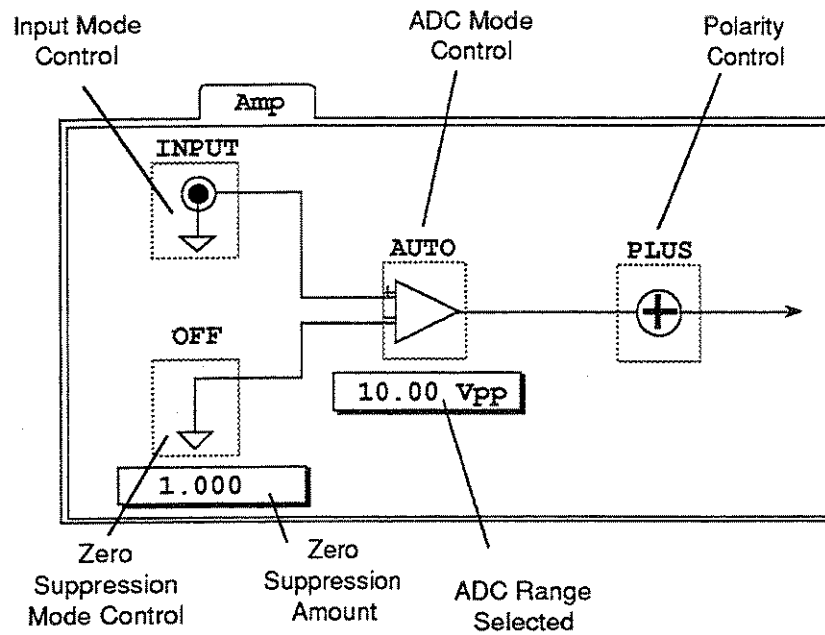 Input Mode
Control
ADC Mode
Control
Polarity
Control
Amp
INPUT
AUTO
PLUS
OFF
10.00 Vpp
1.000
Zero
Suppression
Mode Control
Zero
Suppression
Amount
ADC Range
Selected